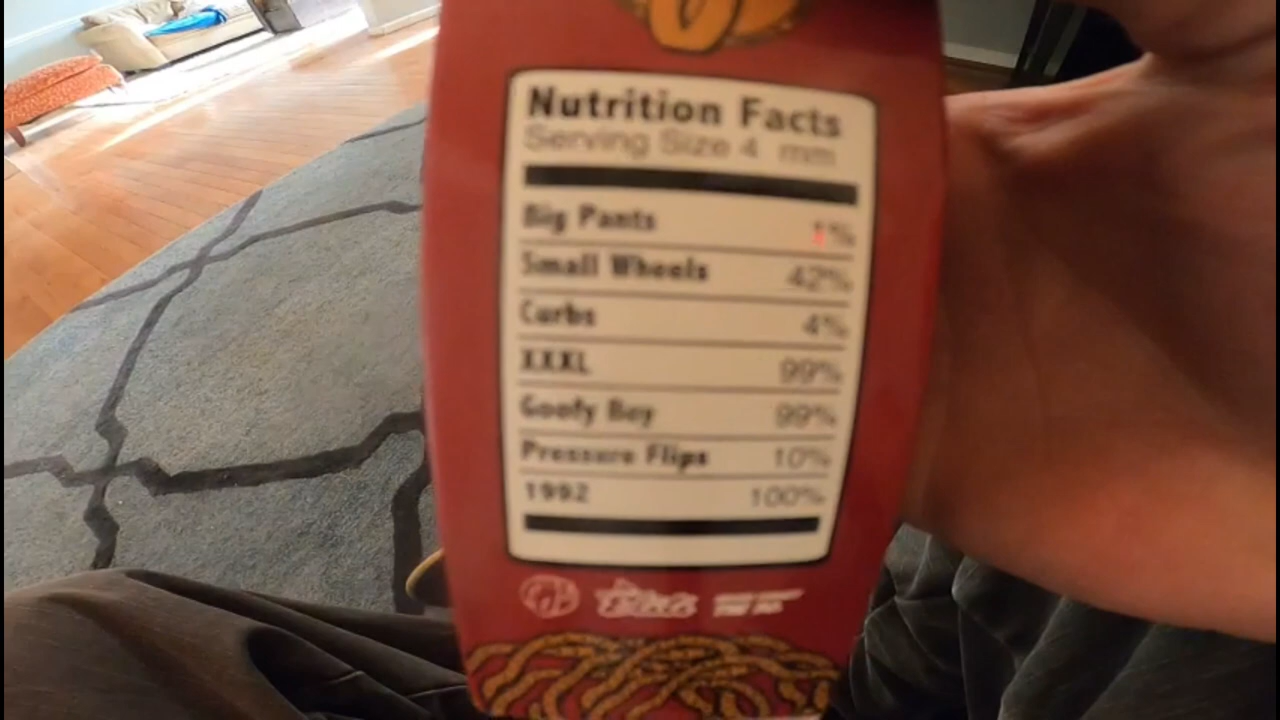 Nutrition Facts
Serving Size 4 mm
Big Pants 1%
Small Wheels 42%
Curbs 4%
XXXL 99%
Goofy Boy 99%
Pressure Flips 10%
1992 100%